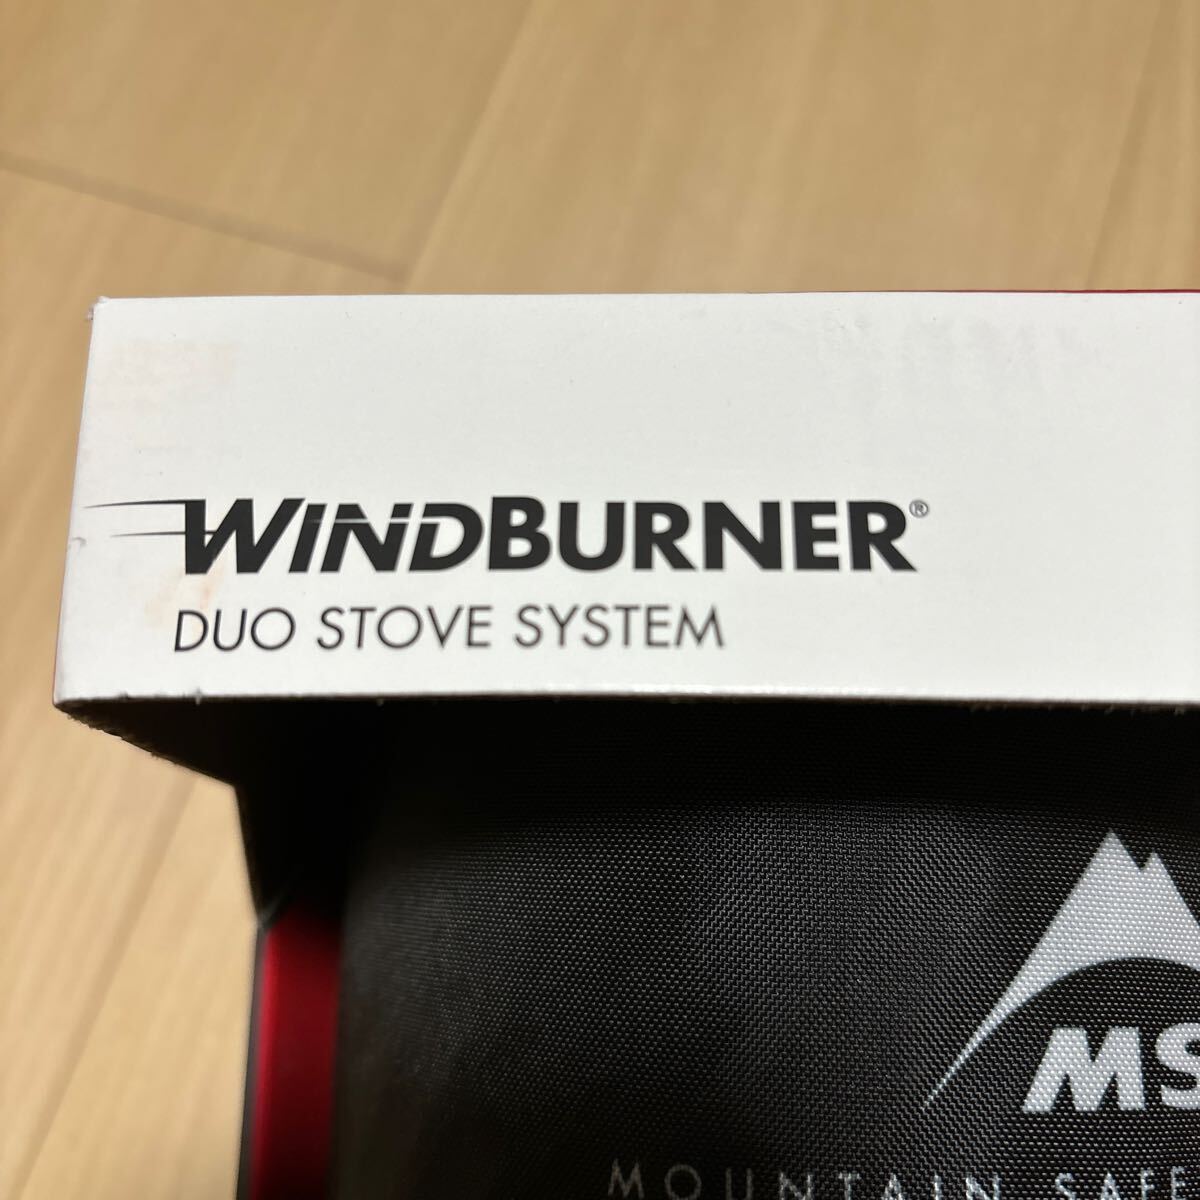 WINDBURNER®
DUO STOVE SYSTEM
MS
MOUNTAIN SAFE